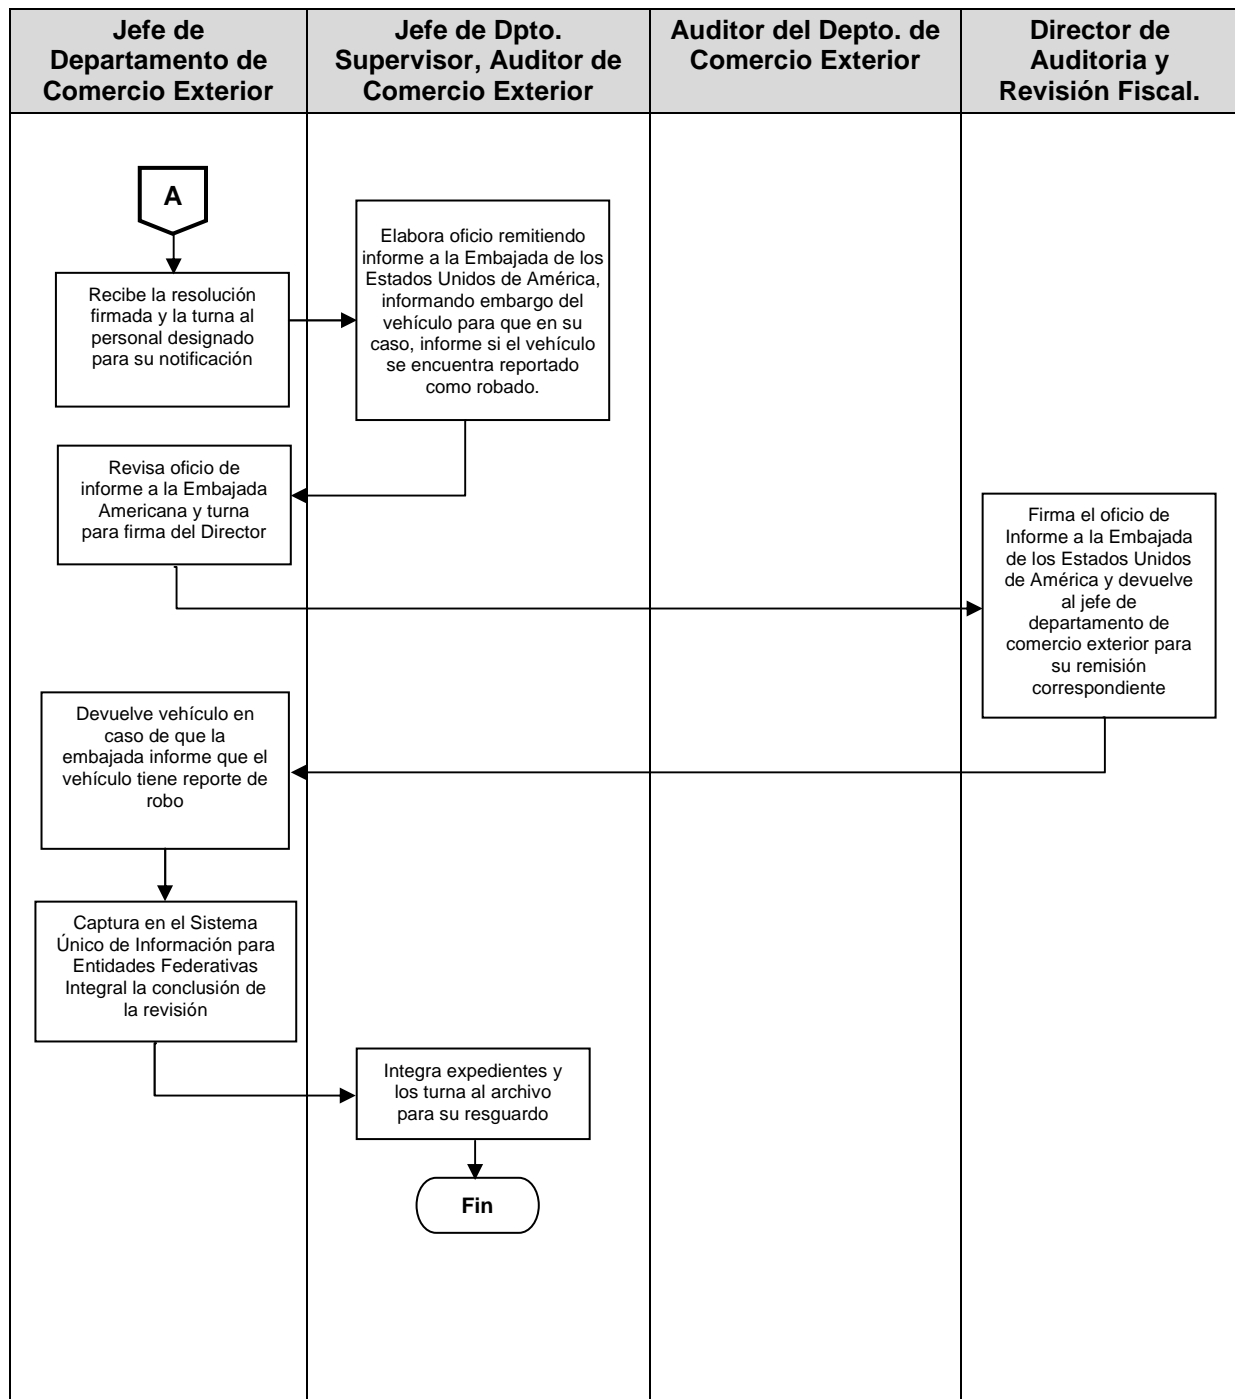 Jefe de
Departamento de
Comercio Exterior
Jefe de Dpto.
Supervisor, Auditor de
Comercio Exterior
Auditor del Depto. de
Comercio Exterior
Director de
Auditoria y
Revisión Fiscal.
A
Recibe la resolución
firmada y la turna al
personal designado
para su notificación
Elabora oficio remitiendo
informe a la Embajada de los
Estados Unidos de América,
informando embargo del
vehículo para que en su
caso, informe si el vehículo
se encuentra reportado
como robado.
Revisa oficio de
informe a la Embajada
Americana y turna
para firma del Director
Firma el oficio de
Informe a la Embajada
de los Estados Unidos
de América y devuelve
al jefe de
departamento de
comercio exterior para
su remisión
correspondiente
Devuelve vehículo en
caso de que la
embajada informe que el
vehículo tiene reporte de
robo
Captura en el Sistema
Único de Información para
Entidades Federativas
Integral la conclusión de
la revisión
Integra expedientes y
los turna al archivo
para su resguardo
Fin